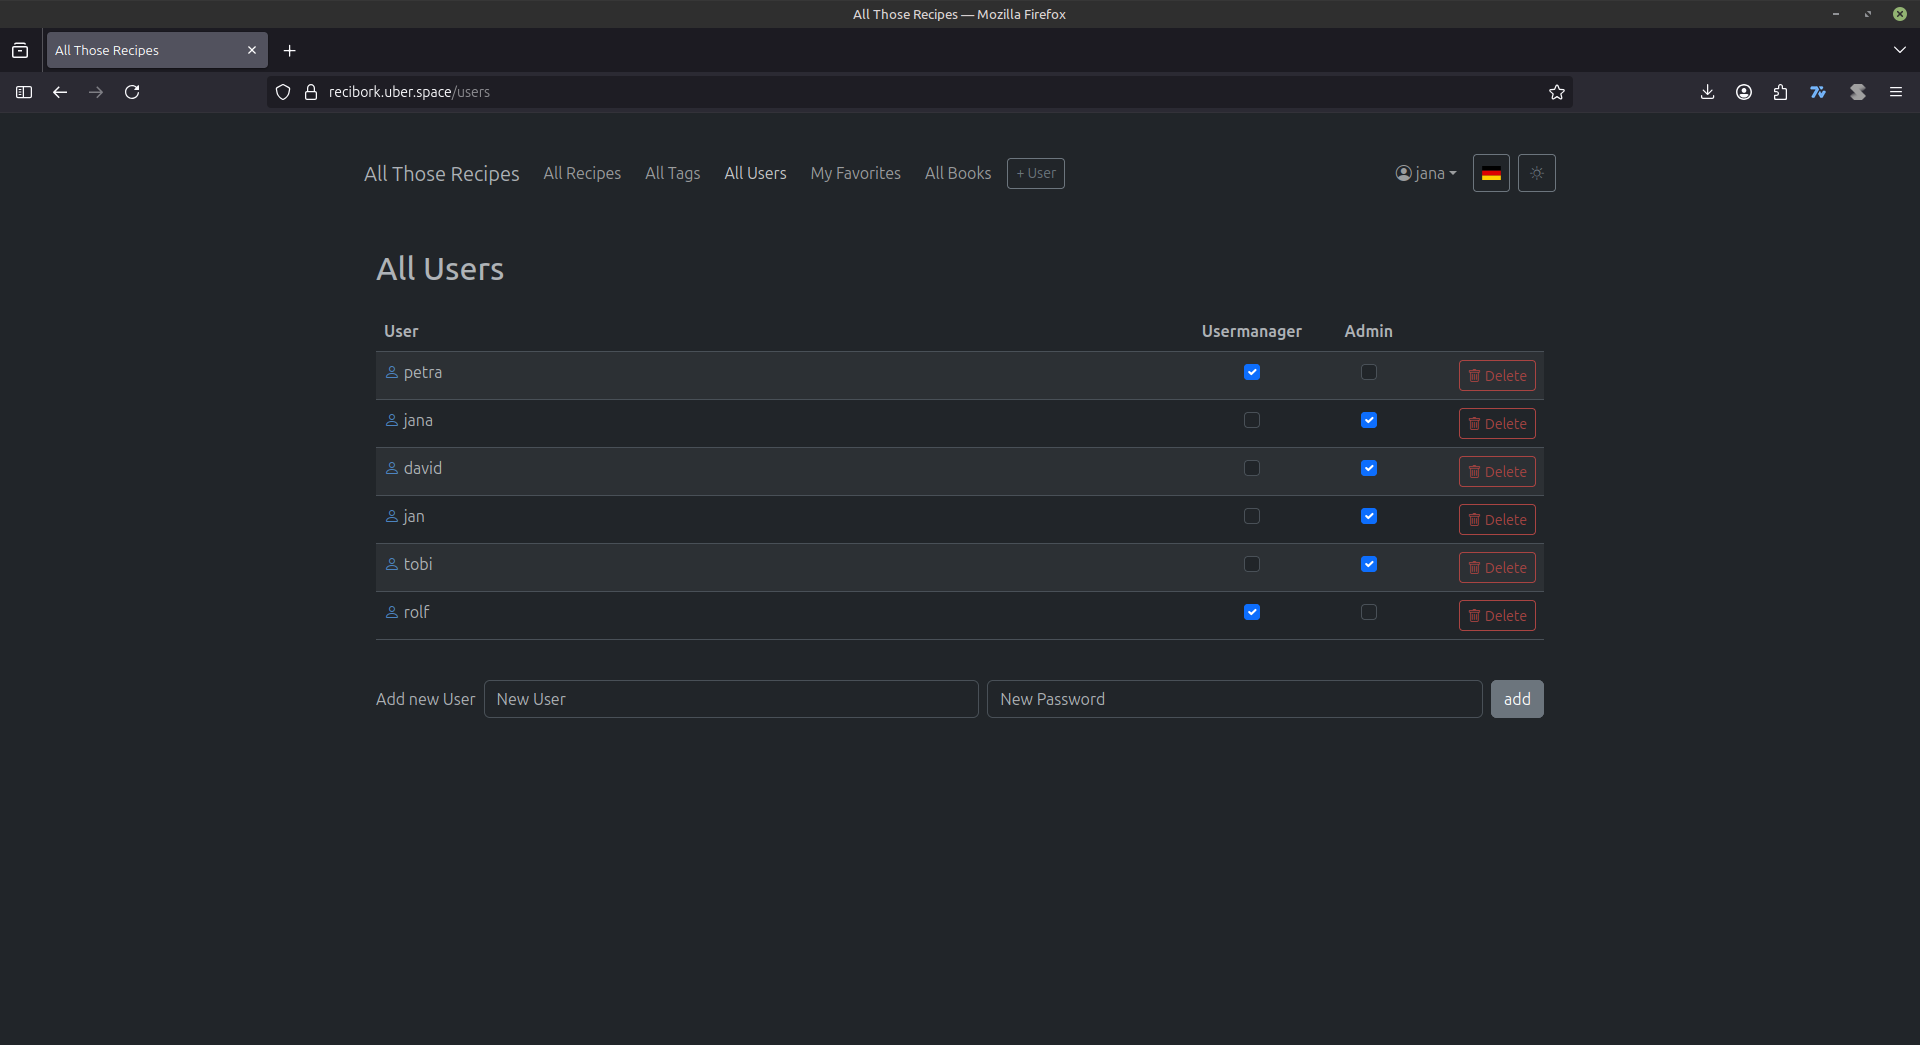 All Those Recipes — Mozilla Firefox
All Those Recipes
recibork.uber.space/users
All Those Recipes All Recipes All Tags All Users My Favorites All Books + User jana
All Users
User Usermanager Admin
petra Delete
jana Delete
david Delete
jan Delete
tobi Delete
rolf Delete
Add new User New User New Password add